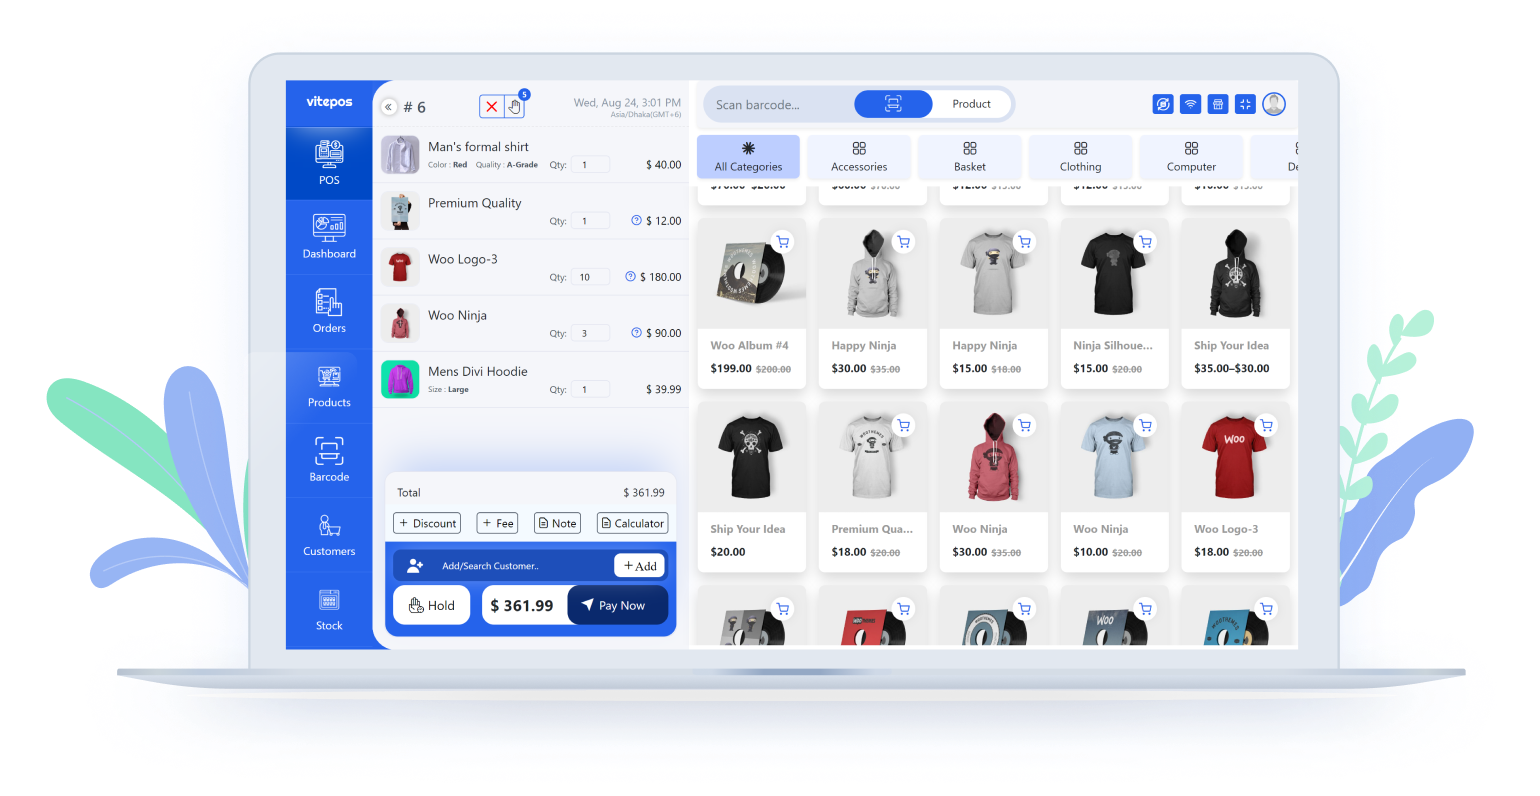 vitepos
POS
Dashboard
Orders
Products
Barcode
Customers
Stock
# 6
5
Wed, Aug 24, 3:01 PM
Asia/Dhaka(GMT+6)
Man's formal shirt
Color : Red Quality : A-Grade Qty: 1 $ 40.00
Premium Quality
Qty: 1 $ 12.00
Woo Logo-3
Qty: 10 $ 180.00
Woo Ninja
Qty: 3 $ 90.00
Mens Divi Hoodie
Size : Large Qty: 1 $ 39.99
Total $ 361.99
+ Discount + Fee Note Calculator
Add/Search Customer.. +Add
Hold $ 361.99 Pay Now
Scan barcode... Product
All Categories Accessories Basket Clothing Computer De
Woo Album #4 Happy Ninja Happy Ninja Ninja Silhoue... Ship Your Idea
$199.00 $200.00 $30.00 $35.00 $15.00 $18.00 $15.00 $20.00 $35.00–$30.00
WOO
Ship Your Idea Premium Qua... Woo Ninja Woo Ninja Woo Logo-3
$20.00 $18.00 $20.00 $30.00 $35.00 $10.00 $20.00 $18.00 $20.00
WOO